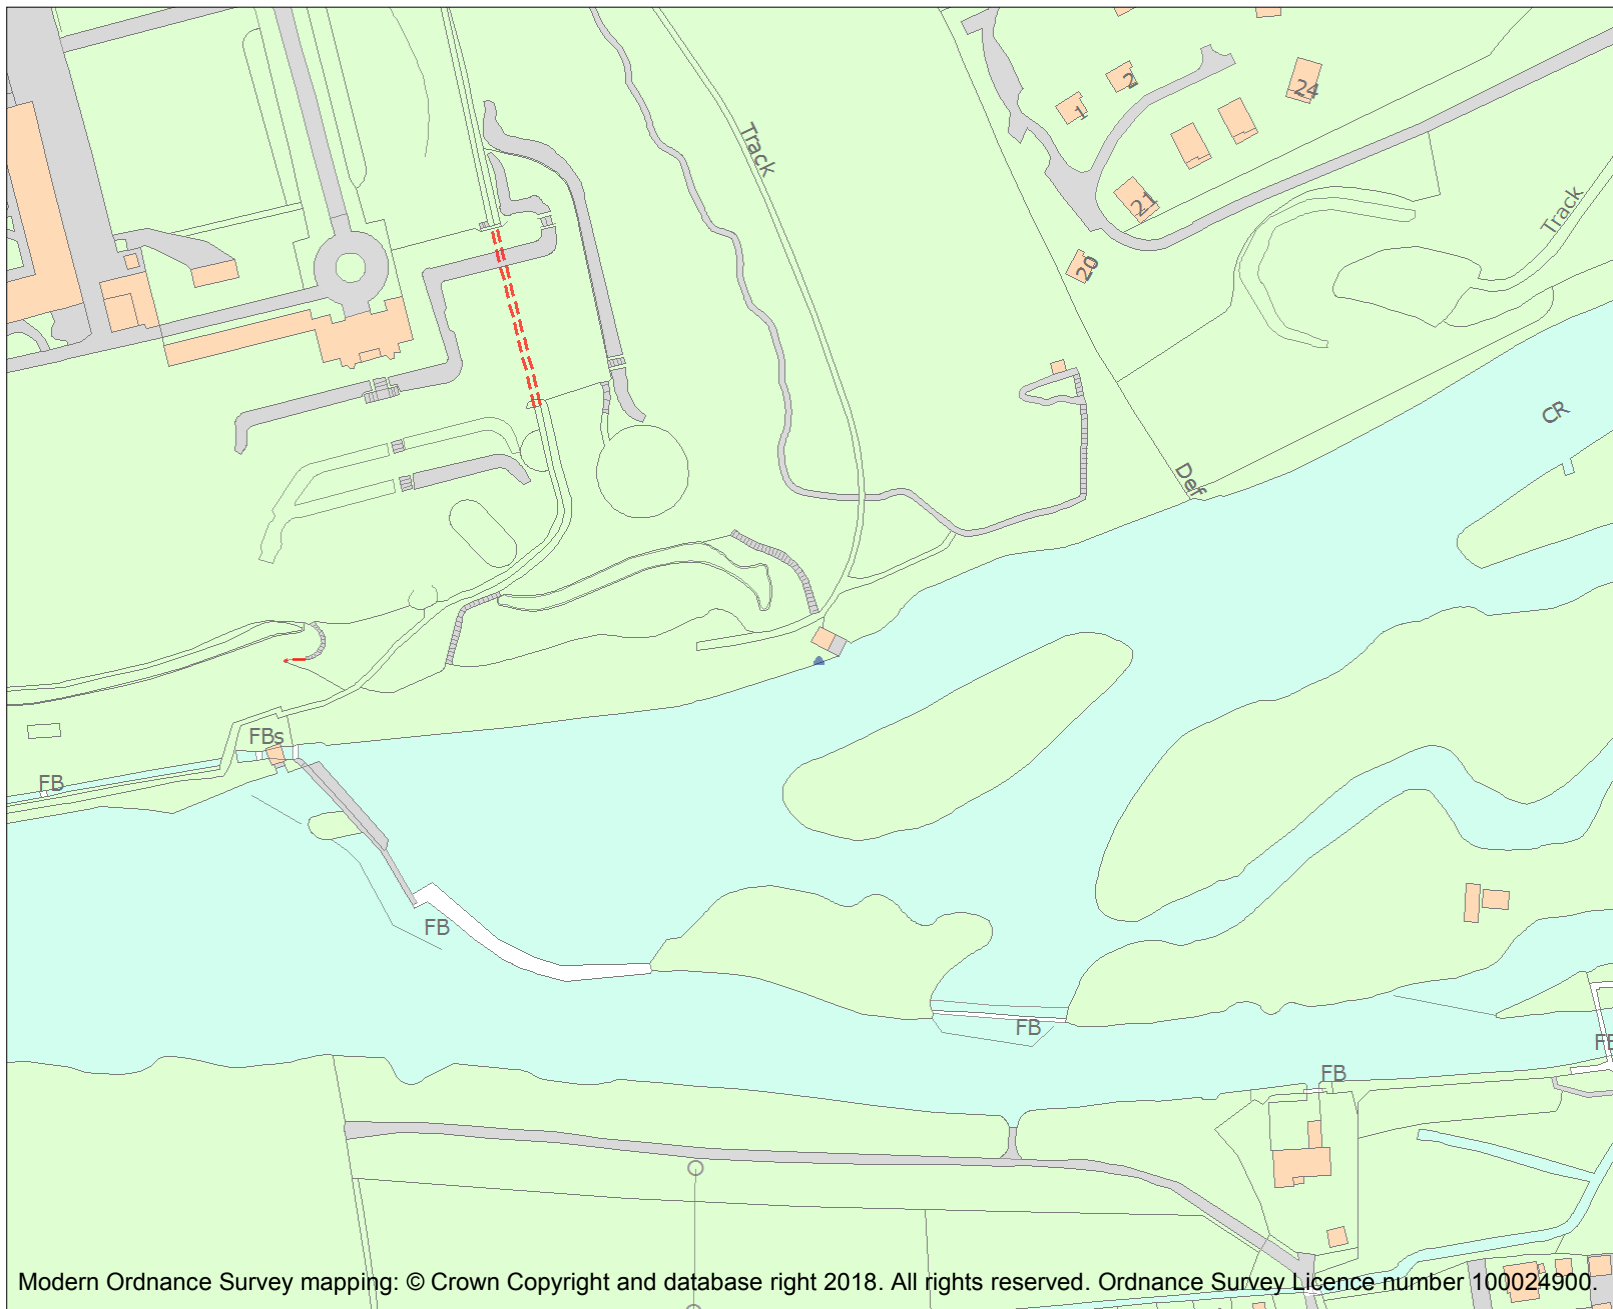 2
24
1
Track
21
Track
20
CR
Def
FBs
FB
FB
FB
FB
FB
Modern Ordnance Survey mapping: © Crown Copyright and database right 2018. All rights reserved. Ordnance Survey Licence number 100024900.